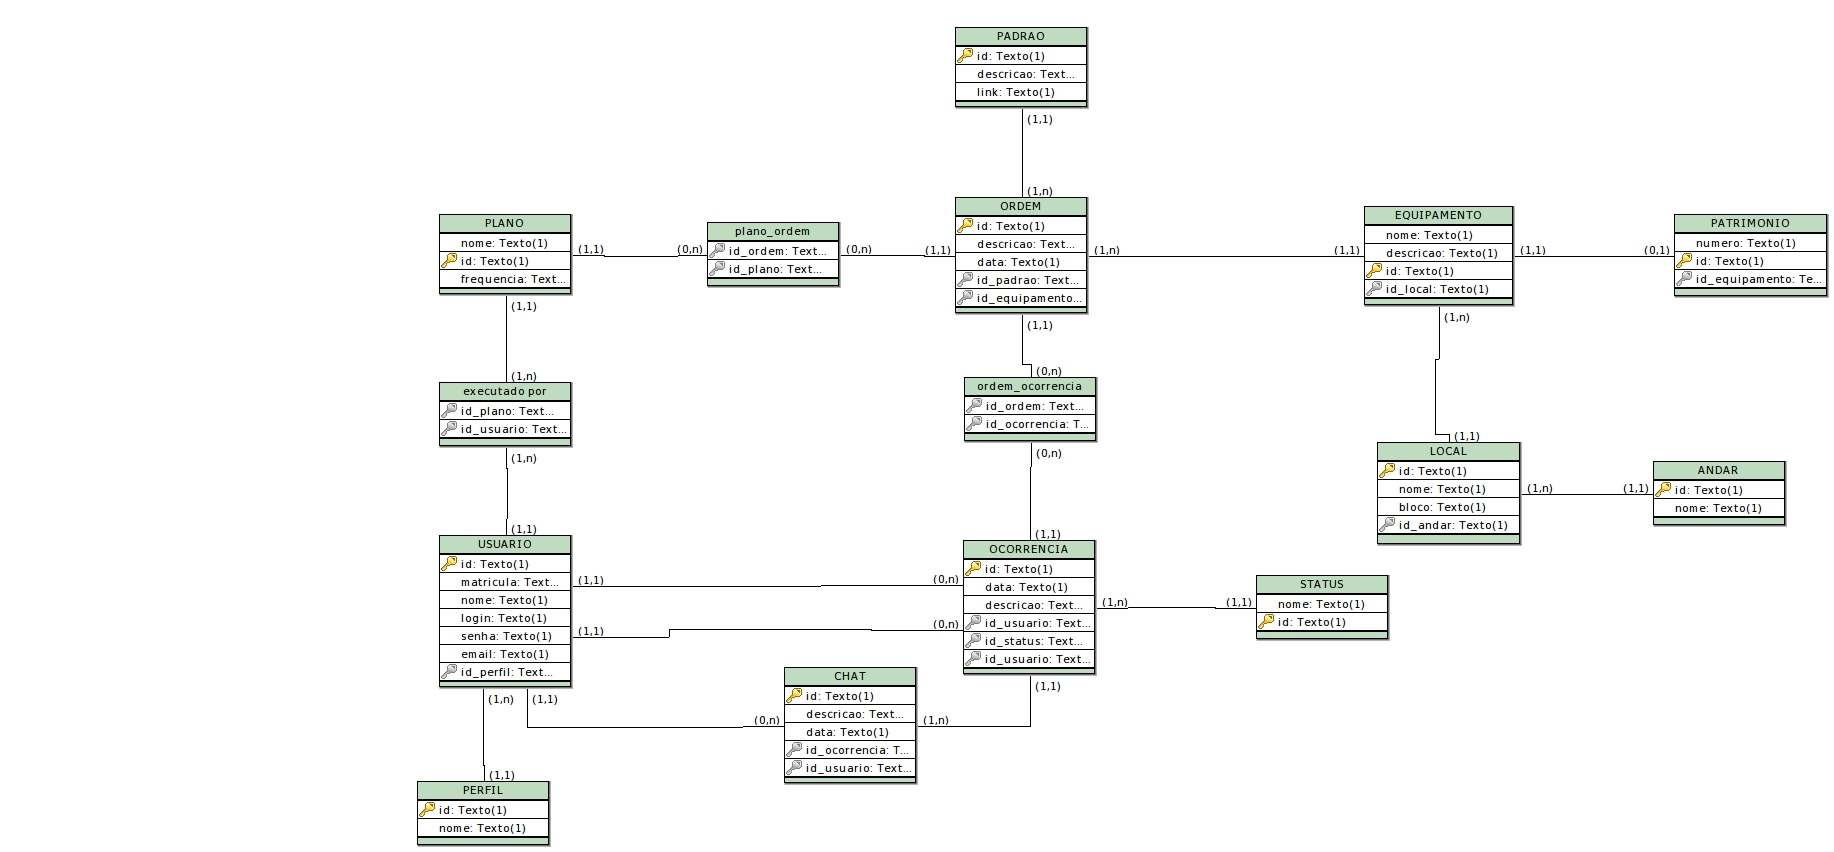 PADRAO
id: Texto(1)
descricao: Text...
link: Texto(1)
(1,1)
(1,n)
PLANO
nome: Texto(1)
id: Texto(1)
frequencia: Text...
(1,1)
(0,n)
plano_ordem
id_ordem: Text...
id_plano: Text...
(0,n)
(1,1)
ORDEM
id: Texto(1)
descricao: Text...
data: Texto(1)
id_padrao: Text...
id_equipamento...
(1,n)
(1,1)
EQUIPAMENTO
nome: Texto(1)
descricao: Texto(1)
id: Texto(1)
id_local: Texto(1)
(1,1)
(0,1)
PATRIMONIO
numero: Texto(1)
id: Texto(1)
id_equipamento: Te...
(1,1)
(1,n)
executado por
id_plano: Text...
id_usuario: Text...
(1,n)
(1,1)
(1,1)
(0,n)
ordem_ocorrencia
id_ordem: Text...
id_ocorrencia: T...
(0,n)
(1,1)
(1,n)
(1,1)
LOCAL
id: Texto(1)
nome: Texto(1)
bloco: Texto(1)
id_andar: Texto(1)
(1,n)
(1,1)
ANDAR
id: Texto(1)
nome: Texto(1)
USUARIO
id: Texto(1)
matricula: Text...
nome: Texto(1)
login: Texto(1)
senha: Texto(1)
email: Texto(1)
id_perfil: Text...
(1,1)
(0,n)
(1,1)
(0,n)
OCORRENCIA
id: Texto(1)
data: Texto(1)
descricao: Text...
id_usuario: Text...
id_status: Text...
id_usuario: Text...
(1,n)
(1,1)
STATUS
nome: Texto(1)
id: Texto(1)
(1,n)
(1,1)
(0,n)
CHAT
id: Texto(1)
descricao: Text...
data: Texto(1)
id_ocorrencia: T...
id_usuario: Text...
(1,n)
(1,1)
(1,1)
PERFIL
id: Texto(1)
nome: Texto(1)